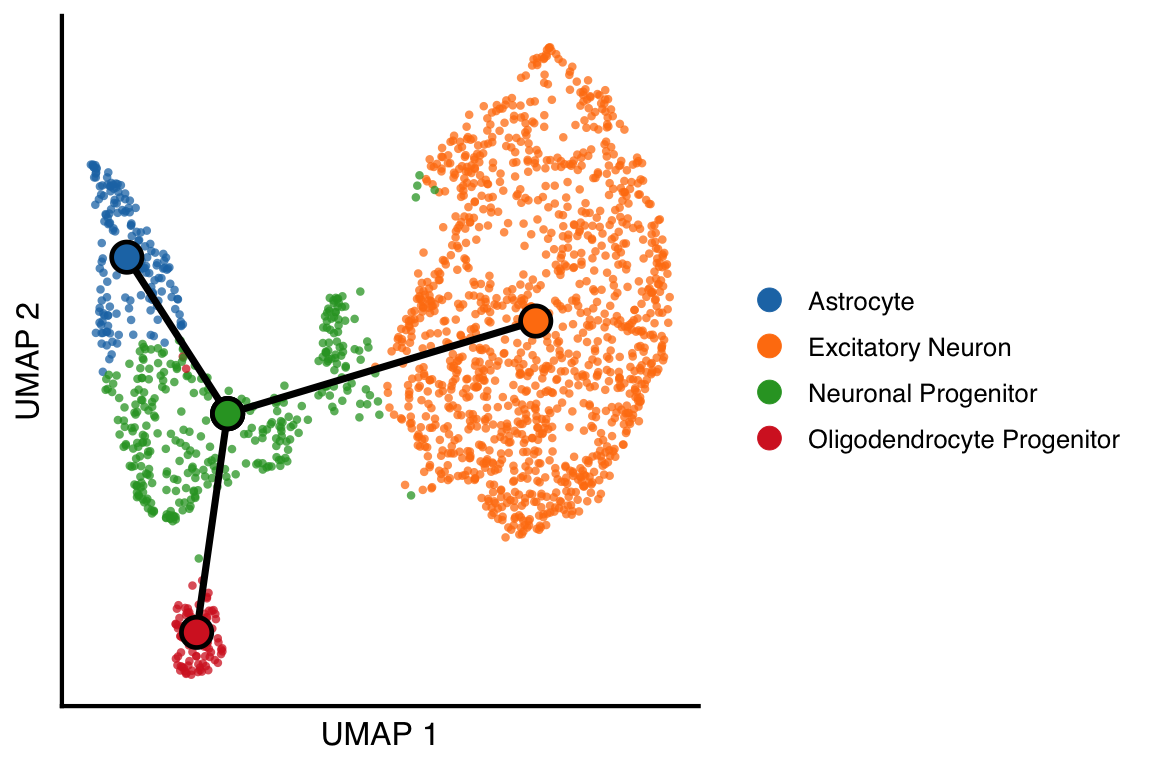 UMAP 2
UMAP 1
Astrocyte
Excitatory Neuron
Neuronal Progenitor
Oligodendrocyte Progenitor